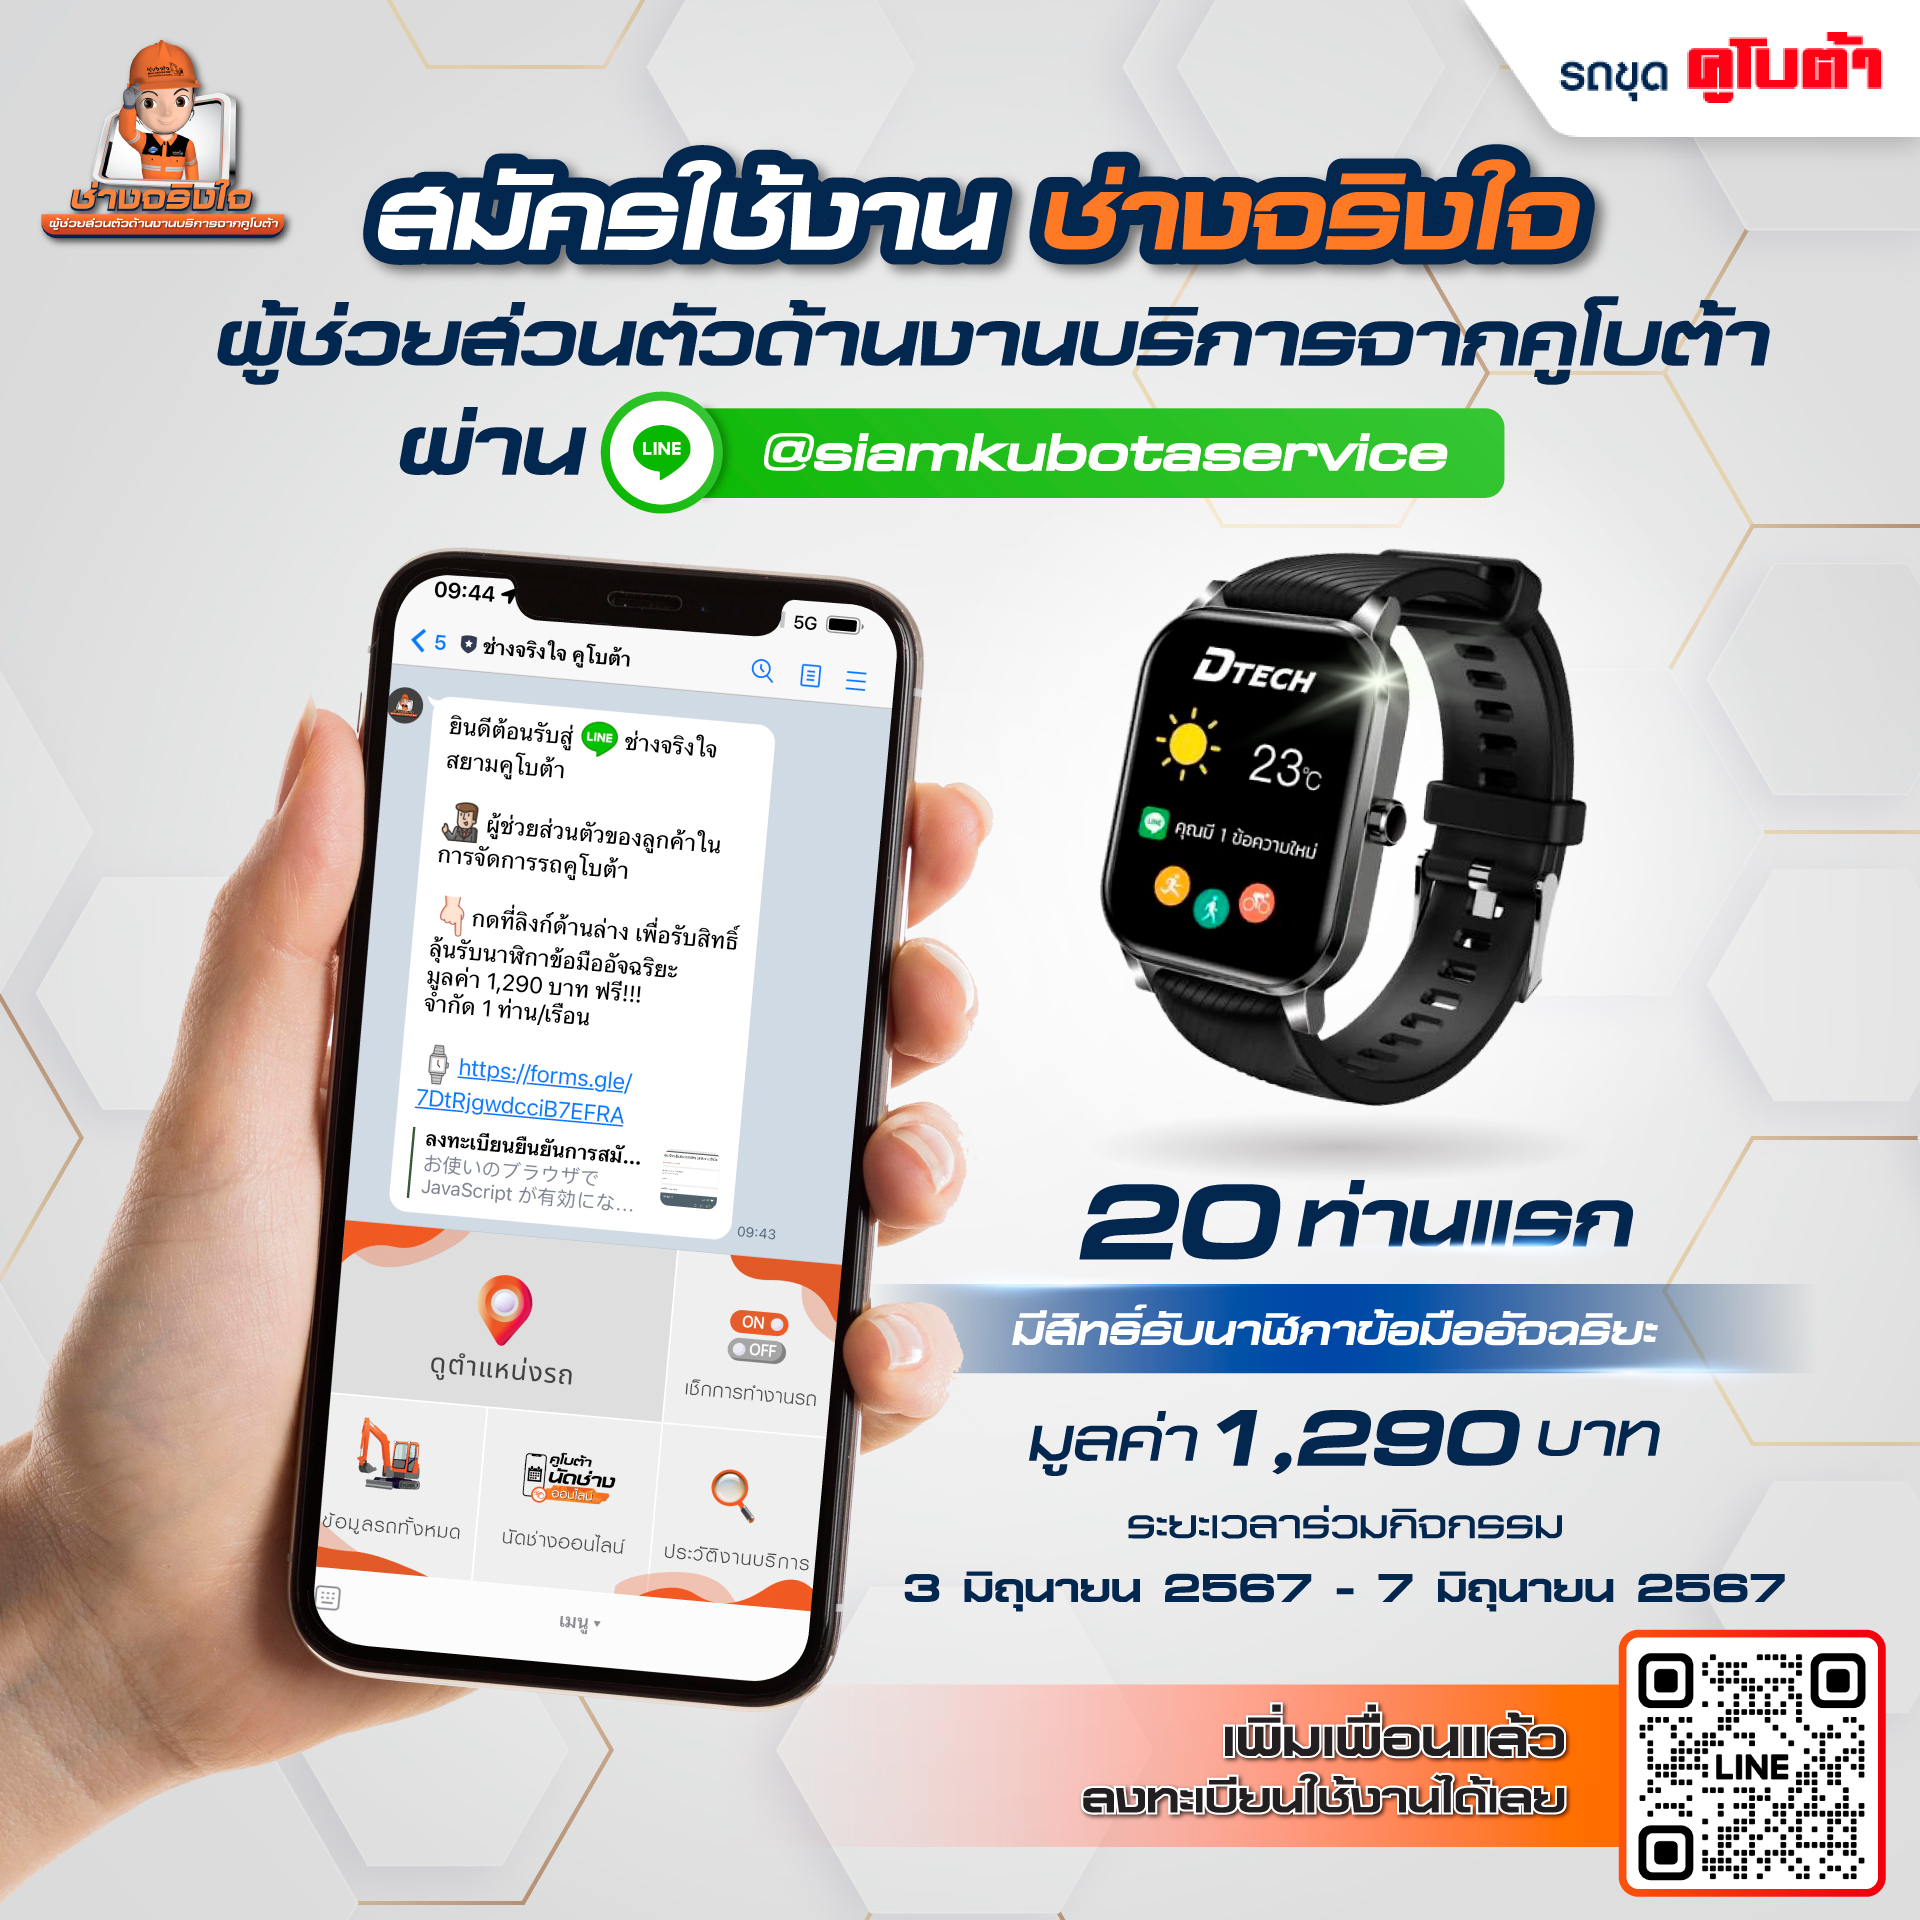 รถขุด คูโบต้า
Kubota
ช่างจริงใจ
ผู้ช่วยส่วนตัวด้านงานบริการจากคูโบต้า
สมัครใช้งาน ช่างจริงใจ
ผู้ช่วยส่วนตัวด้านงานบริการจากคูโบต้า
ผ่าน LINE @siamkubotaservice
09:44 5G
5 ช่างจริงใจ คูโบต้า
ยินดีต้อนรับสู่ LINE ช่างจริงใจ
สยามคูโบต้า
ผู้ช่วยส่วนตัวของลูกค้าใน
การจัดการรถคูโบต้า
กดที่ลิงก์ด้านล่าง เพื่อรับสิทธิ์
ลุ้นรับนาฬิกาข้อมืออัจฉริยะ
มูลค่า 1,290 บาท ฟรี!!!
จำกัด 1 ท่าน/เรือน
https://forms.gle/
7DtRjgwdcciB7EFRA
ลงทะเบียนยืนยันการสมั...
お使いのブラウザで
JavaScript が有効にな...
09:43
ดูตำแหน่งรถ
ON
OFF
เช็กการทำงานรถ
ข้อมูลรถทั้งหมด
คูโบต้า
นัดช่าง
ออนไลน์
นัดช่างออนไลน์
ประวัติงานบริการ
เมนู ▾
DTECH
23°C
LINE คุณมี 1 ข้อความใหม่
20 ท่านแรก
มีสิทธิ์รับนาฬิกาข้อมืออัจฉริยะ
มูลค่า 1,290 บาท
ระยะเวลาร่วมกิจกรรม
3 มิถุนายน 2567 - 7 มิถุนายน 2567
เพิ่มเพื่อนแล้ว
ลงทะเบียนใช้งานได้เลย
LINE